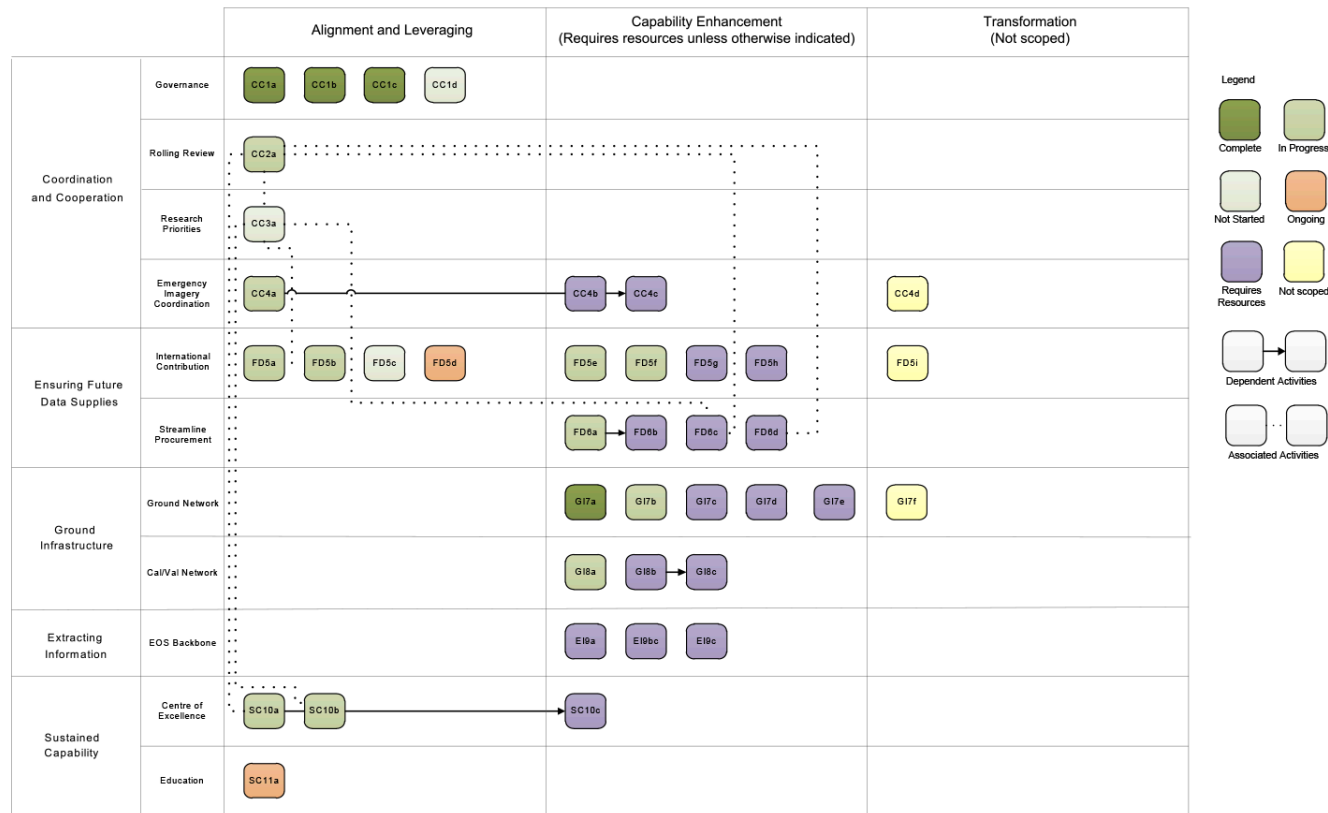 Alignment and Leveraging
Capability Enhancement
(Requires resources unless otherwise indicated)
Transformation
(Not scoped)
Coordination
and Cooperation
Governance
CC1a CC1b CC1c CC1d
Rolling Review
CC2a
Research
Priorities
CC3a
Emergency
Imagery
Coordination
CC4a CC4b CC4c CC4d
Ensuring Future
Data Supplies
International
Contribution
FD5a FD5b FD5c FD5d FD5e FD5f FD5g FD5h FD5i
Streamline
Procurement
FD6a FD6b FD6c FD6d
Ground
Infrastructure
Ground Network
GI7a GI7b GI7c GI7d GI7e GI7f
Cal/Val Network
GI8a GI8b GI8c
Extracting
Information
EOS Backbone
EI9a EI9bc EI9c
Sustained
Capability
Centre of
Excellence
SC10a SC10b SC10c
Education
SC11a
Legend
Complete In Progress
Not Started Ongoing
Requires
Resources
Not scoped
Dependent Activities
Associated Activities